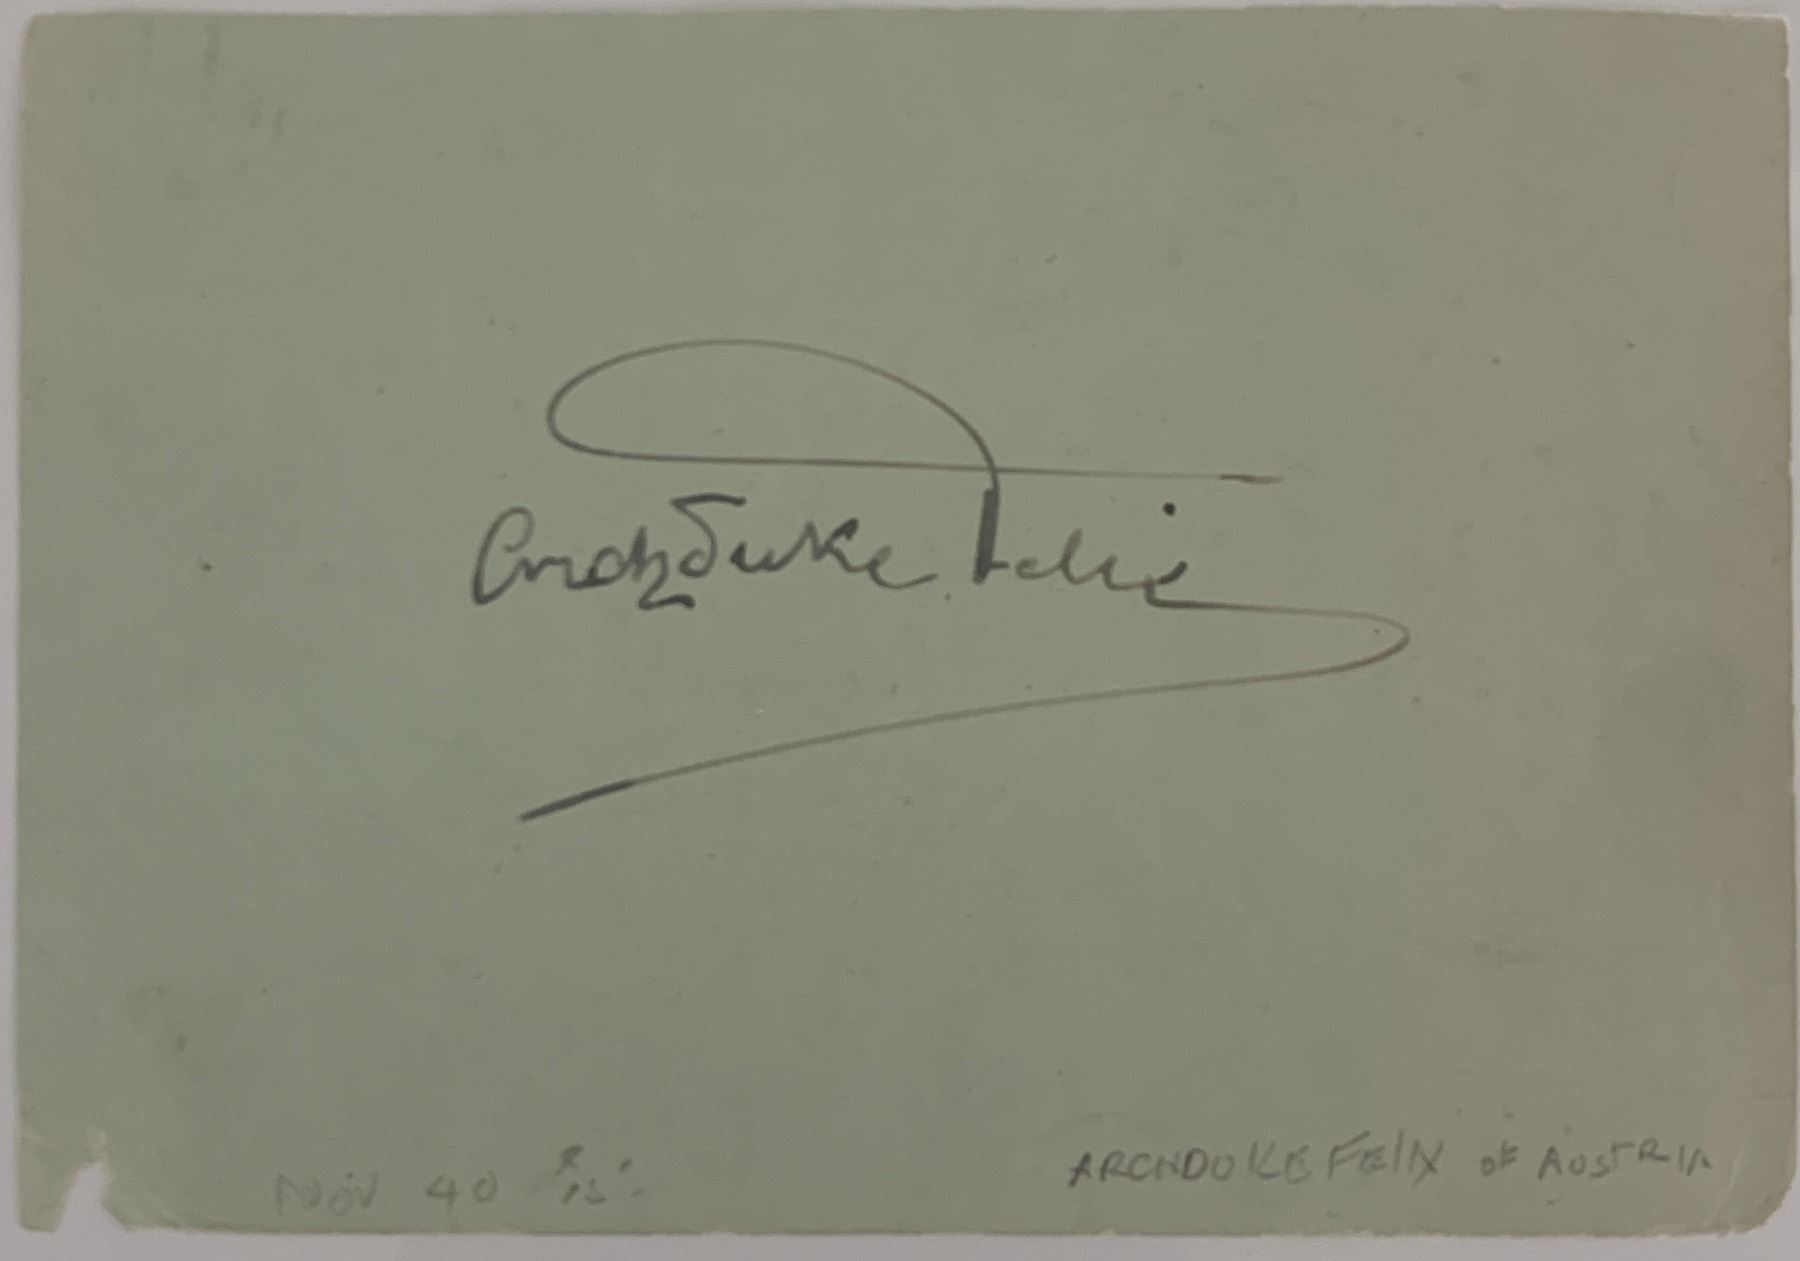 Archduke Felix
Nov 40
ARCHDUKE FELIX OF AUSTRIA